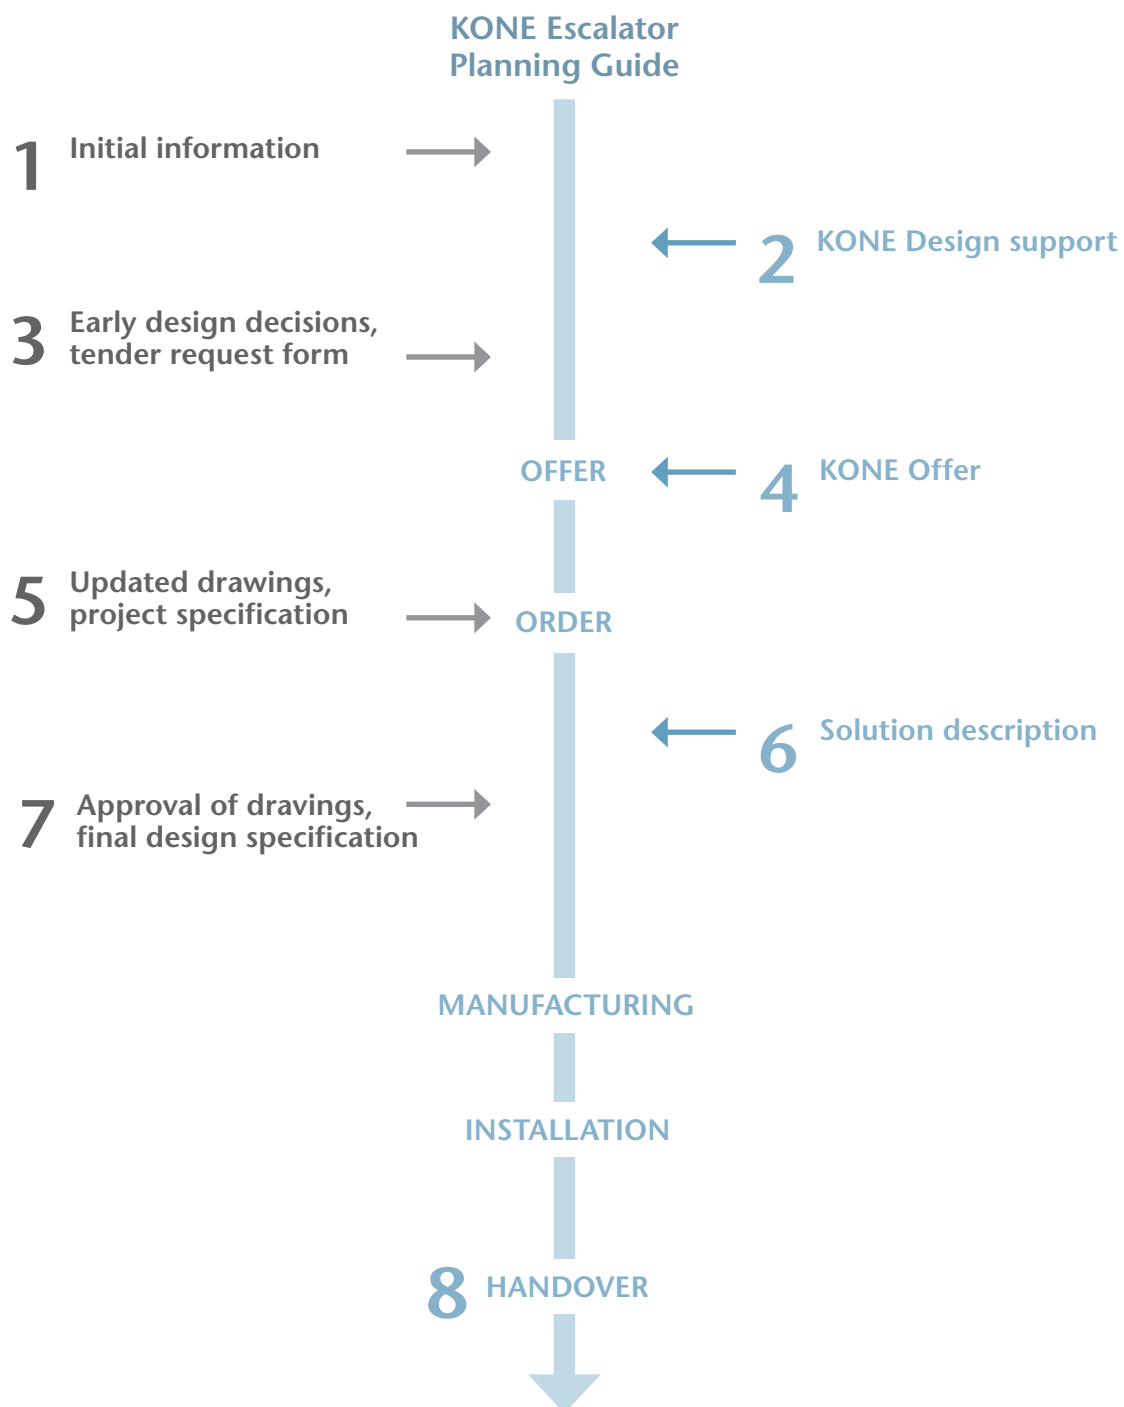 KONE Escalator
Planning Guide
1 Initial information
2 KONE Design support
3 Early design decisions,
tender request form
OFFER
4 KONE Offer
5 Updated drawings,
project specification
ORDER
6 Solution description
7 Approval of dravings,
final design specification
MANUFACTURING
INSTALLATION
8 HANDOVER